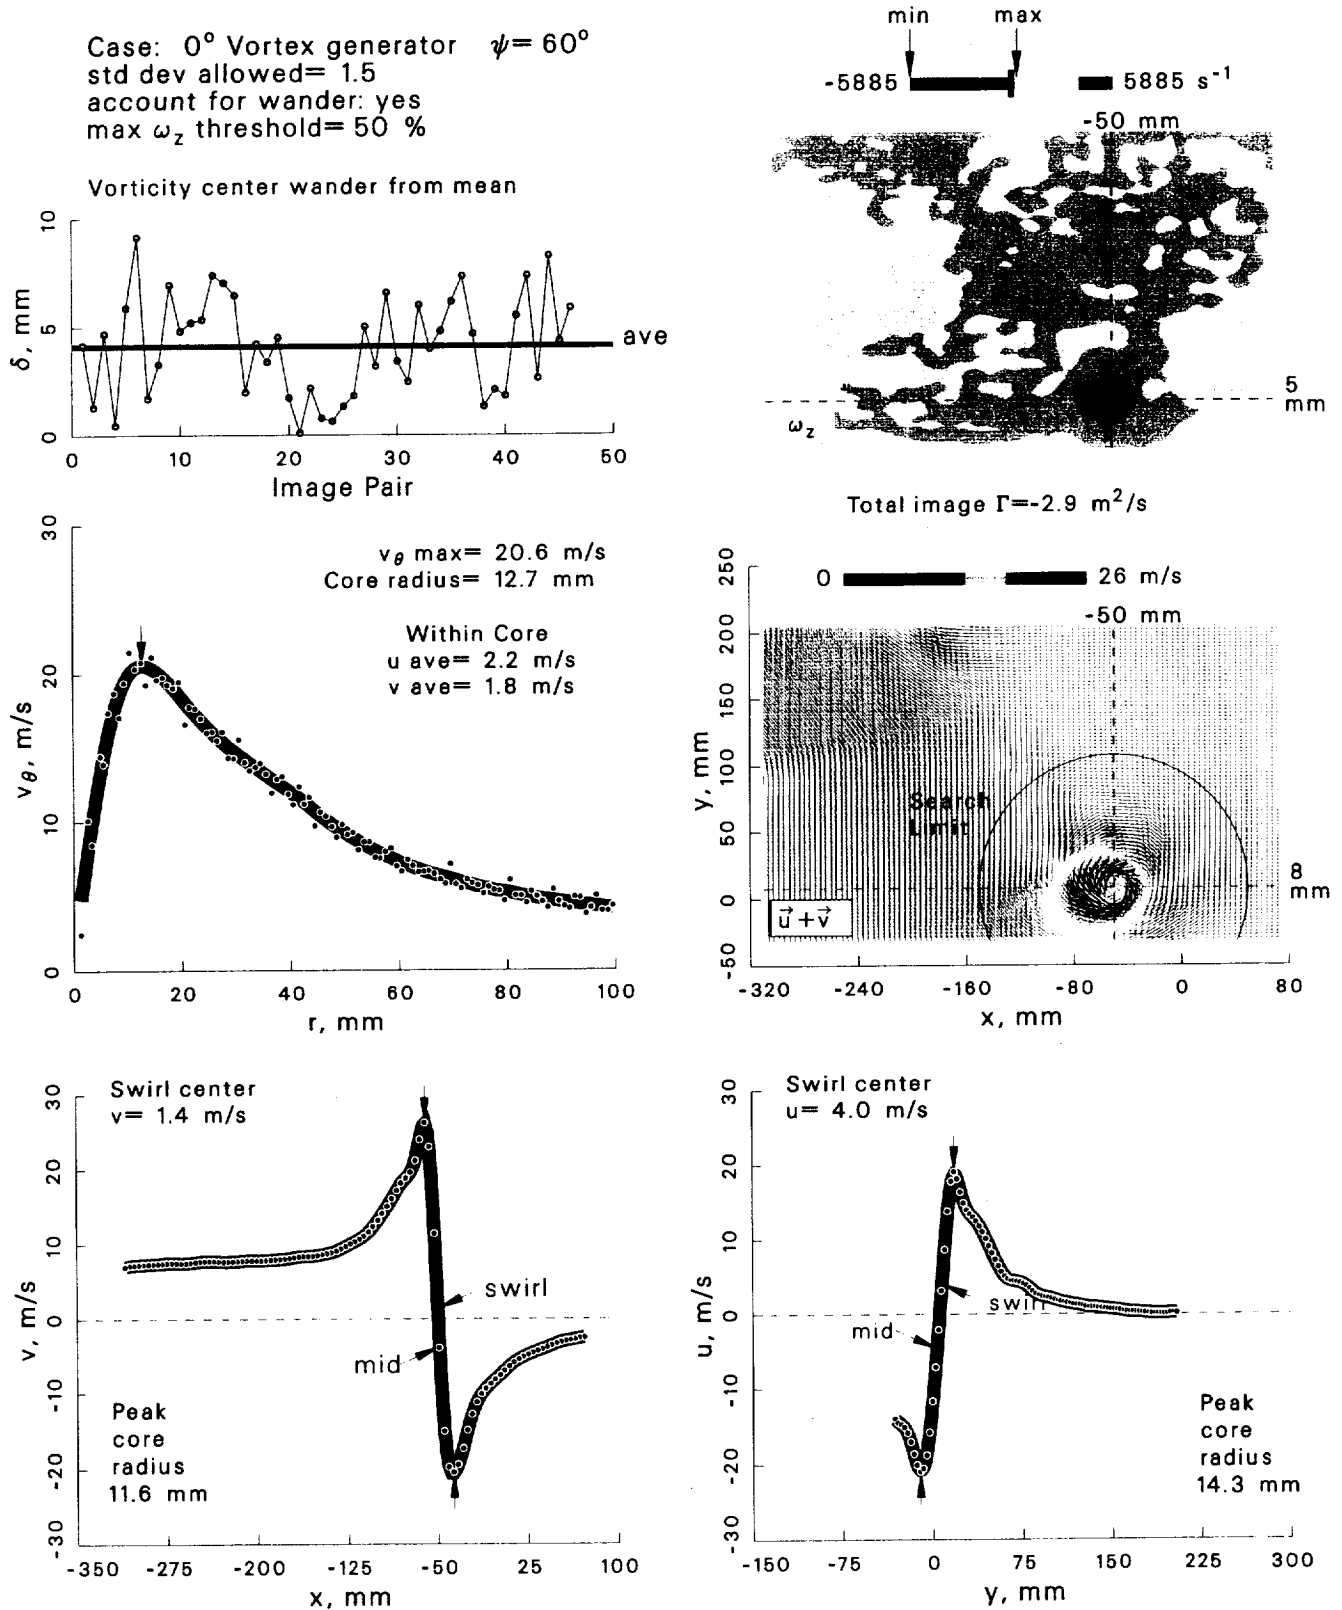 Case: 0° Vortex generator ψ= 60°
std dev allowed= 1.5
account for wander: yes
max ω_z threshold= 50 %
Vorticity center wander from mean
10
5
0
δ, mm
ave
0 10 20 30 40 50
Image Pair
min max
-5885 5885 s⁻¹
-50 mm
5
mm
ω_z
Total image Γ=-2.9 m²/s
30
20
10
0
v_θ, m/s
v_θ max= 20.6 m/s
Core radius= 12.7 mm
Within Core
u ave= 2.2 m/s
v ave= 1.8 m/s
0 20 40 60 80 100
r, mm
0 26 m/s
-50 mm
250
200
150
100
50
0
-50
y, mm
Search
Limit
8
mm
u⃗+v⃗
-320 -240 -160 -80 0 80
x, mm
Swirl center
v= 1.4 m/s
30
20
10
0
-10
-20
-30
v, m/s
swirl
mid
Peak
core
radius
11.6 mm
-350 -275 -200 -125 -50 25 100
x, mm
Swirl center
u= 4.0 m/s
30
20
10
0
-10
-20
-30
u, m/s
swirl
mid
Peak
core
radius
14.3 mm
-150 -75 0 75 150 225 300
y, mm